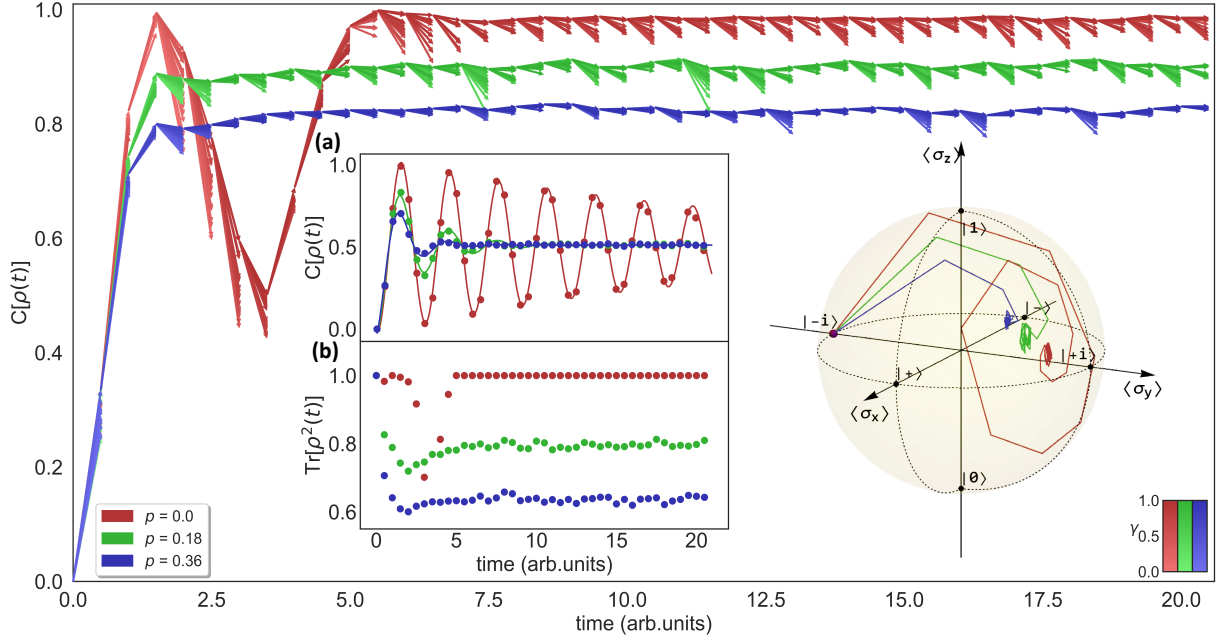 C[ρ(t)]
1.0
0.8
0.6
0.4
0.2
0.0
0.0
2.5
5.0
7.5
10.0
12.5
15.0
17.5
20.0
time (arb.units)
p = 0.0
p = 0.18
p = 0.36
(a)
C[ρ(t)]
1.0
0.5
0.0
(b)
Tr[ρ²(t)]
1.0
0.8
0.6
0
5
10
15
20
time (arb.units)
⟨σz⟩
|1⟩
|−i⟩
|−⟩
|+i⟩
|+⟩
⟨σx⟩
⟨σy⟩
|0⟩
γ
1.0
0.5
0.0